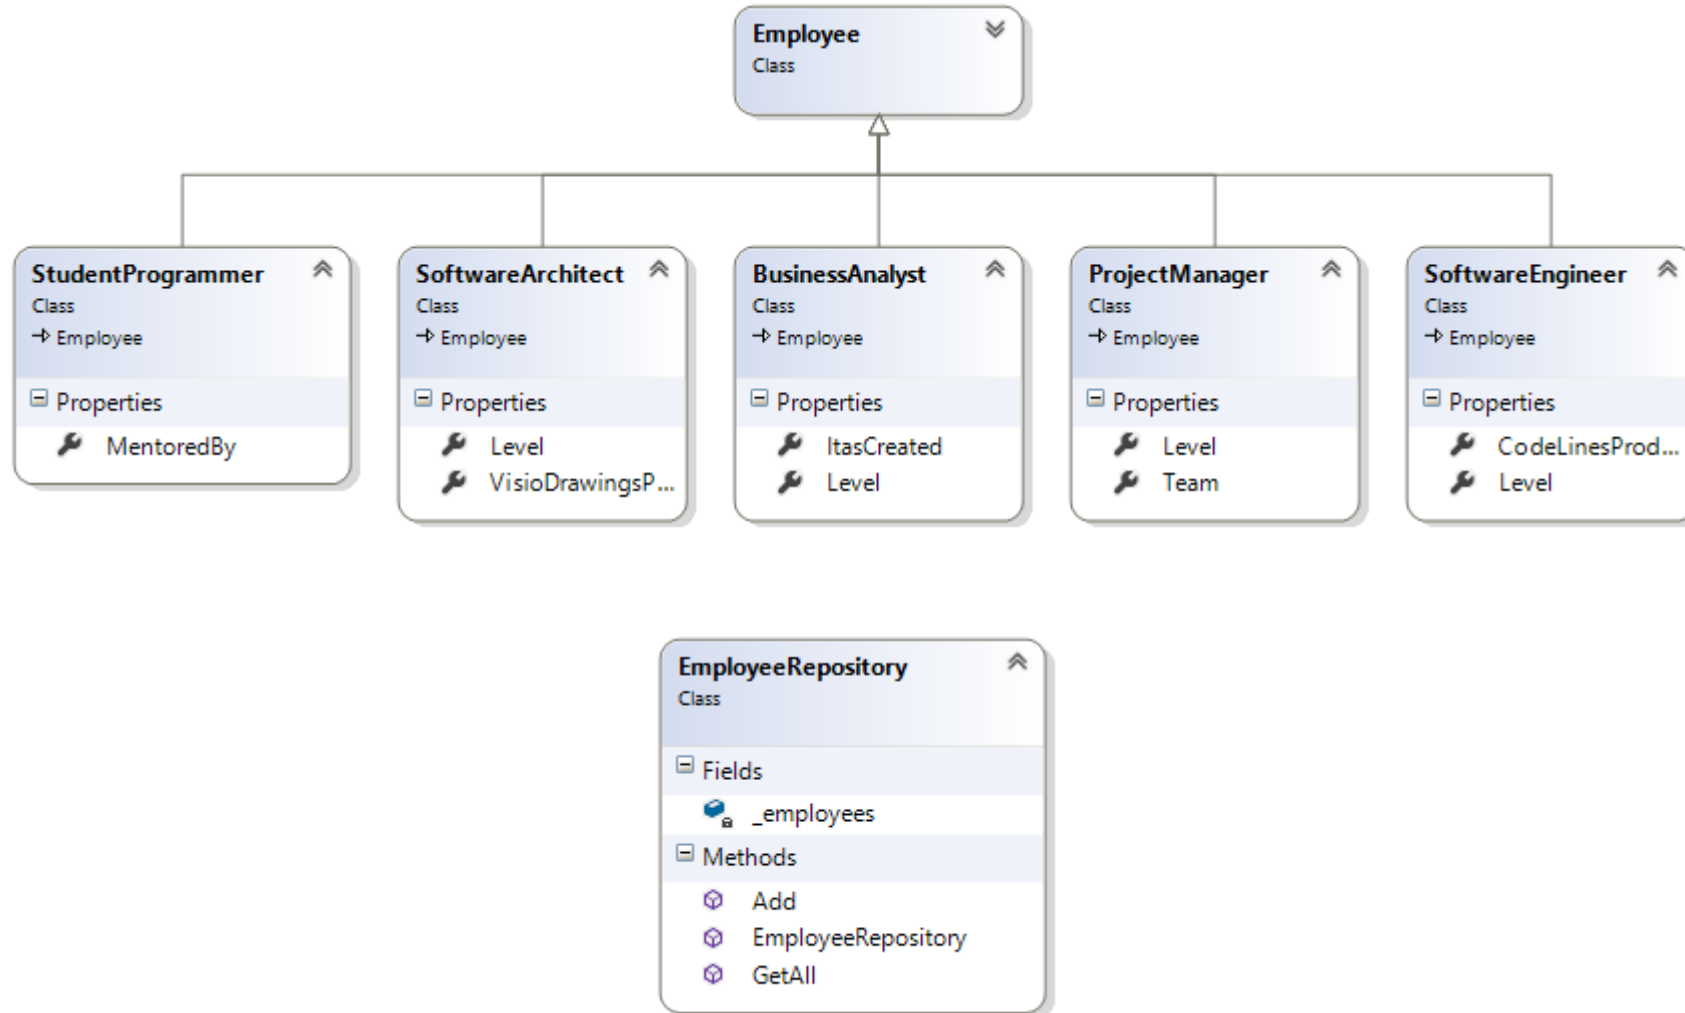 Employee
Class
StudentProgrammer
Class
Employee
Properties
MentoredBy
SoftwareArchitect
Class
Employee
Properties
Level
VisioDrawingsP...
BusinessAnalyst
Class
Employee
Properties
ItasCreated
Level
ProjectManager
Class
Employee
Properties
Level
Team
SoftwareEngineer
Class
Employee
Properties
CodeLinesProd...
Level
EmployeeRepository
Class
Fields
_employees
Methods
Add
EmployeeRepository
GetAll